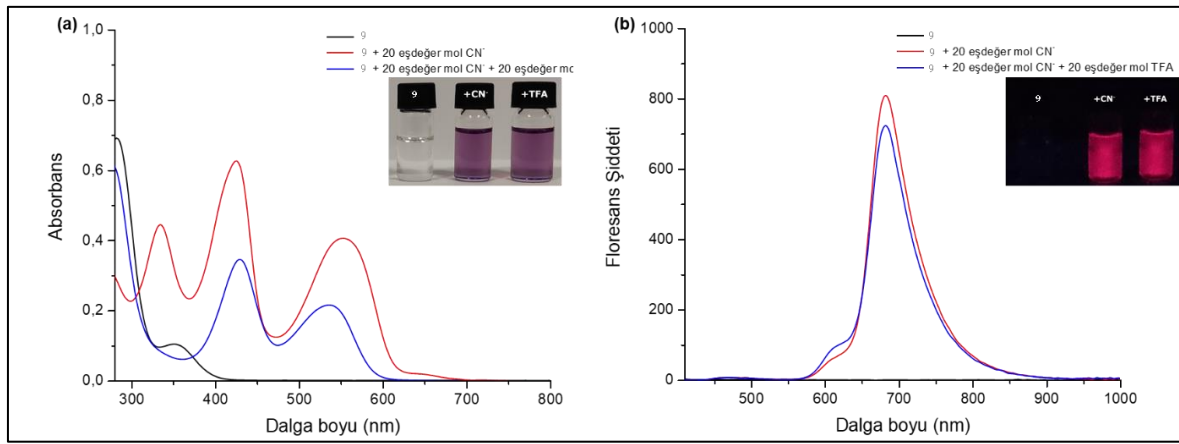 (a)
9
9 + 20 eşdeğer mol CN⁻
9 + 20 eşdeğer mol CN⁻ + 20 eşdeğer mo
9 +CN⁻ +TFA
1,0
0,8
0,6
0,4
0,2
0,0
Absorbans
300 400 500 600 700 800
Dalga boyu (nm)
(b)
9
9 + 20 eşdeğer mol CN⁻
9 + 20 eşdeğer mol CN⁻ + 20 eşdeğer mol TFA
9 +CN⁻ +TFA
1000
800
600
400
200
0
Floresans Şiddeti
500 600 700 800 900 1000
Dalga boyu (nm)